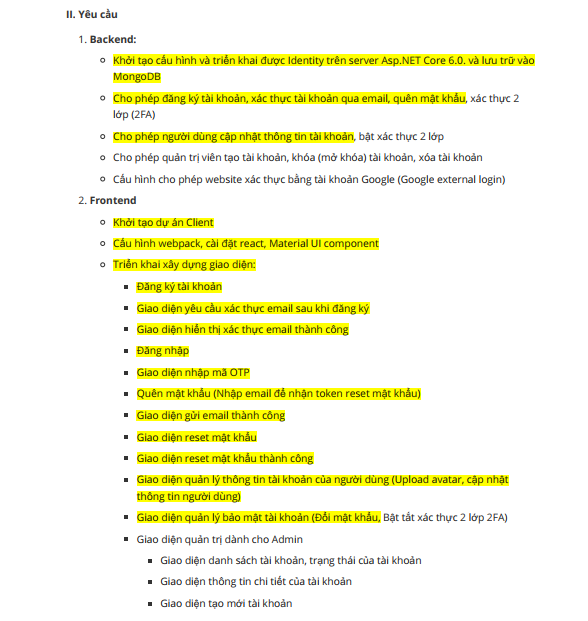 II. Yêu cầu
1. Backend:
Khởi tạo cấu hình và triển khai được Identity trên server Asp.NET Core 6.0. và lưu trữ vào
MongoDB
Cho phép đăng ký tài khoản, xác thực tài khoản qua email, quên mật khẩu, xác thực 2
lớp (2FA)
Cho phép người dùng cập nhật thông tin tài khoản, bật xác thực 2 lớp
Cho phép quản trị viên tạo tài khoản, khóa (mở khóa) tài khoản, xóa tài khoản
Cấu hình cho phép website xác thực bằng tài khoản Google (Google external login)
2. Frontend
Khởi tạo dự án Client
Cấu hình webpack, cài đặt react, Material UI component
Triển khai xây dựng giao diện:
Đăng ký tài khoản
Giao diện yêu cầu xác thực email sau khi đăng ký
Giao diện hiển thị xác thực email thành công
Đăng nhập
Giao diện nhập mã OTP
Quên mật khẩu (Nhập email để nhận token reset mật khẩu)
Giao diện gửi email thành công
Giao diện reset mật khẩu
Giao diện reset mật khẩu thành công
Giao diện quản lý thông tin tài khoản của người dùng (Upload avatar, cập nhật
thông tin người dùng)
Giao diện quản lý bảo mật tài khoản (Đổi mật khẩu, Bật tắt xác thực 2 lớp 2FA)
Giao diện quản trị dành cho Admin
Giao diện danh sách tài khoản, trạng thái của tài khoản
Giao diện thông tin chi tiết của tài khoản
Giao diện tạo mới tài khoản